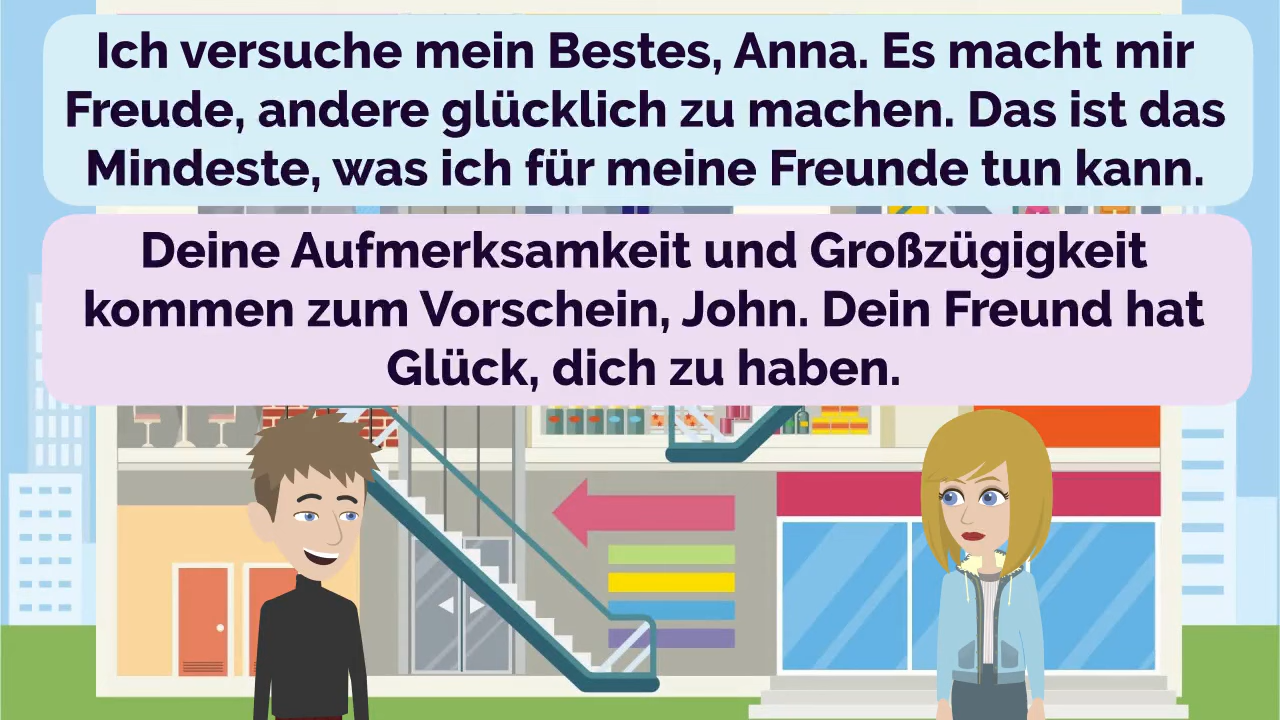 Ich versuche mein Bestes, Anna. Es macht mir
Freude, andere glücklich zu machen. Das ist das
Mindeste, was ich für meine Freunde tun kann.
Deine Aufmerksamkeit und Großzügigkeit
kommen zum Vorschein, John. Dein Freund hat
Glück, dich zu haben.